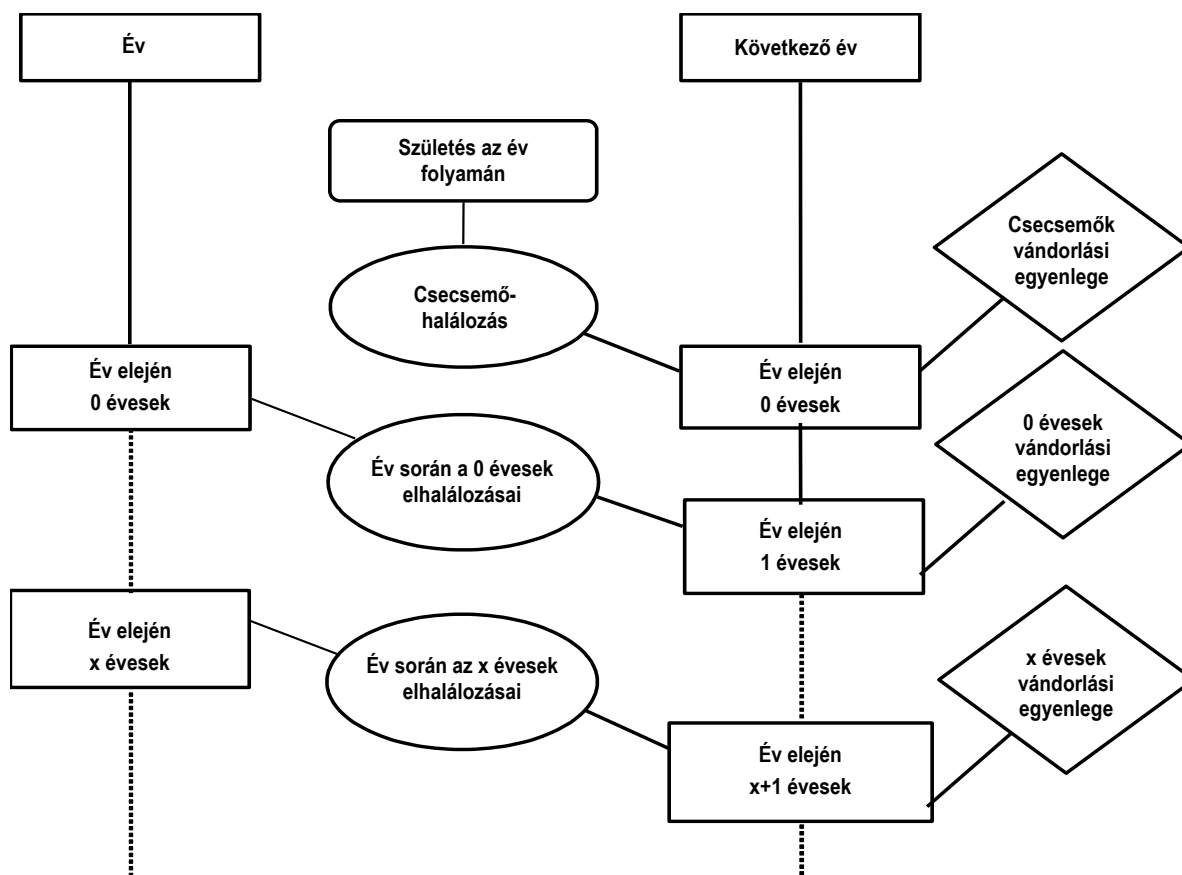 Év
Következő év
Születés az év
folyamán
Csecsemők
vándorlási
egyenlege
Csecsemő-
halálozás
Év elején
0 évesek
Év elején
0 évesek
0 évesek
vándorlási
egyenlege
Év során a 0 évesek
elhalálozásai
Év elején
1 évesek
Év elején
x évesek
Év során az x évesek
elhalálozásai
x évesek
vándorlási
egyenlege
Év elején
x+1 évesek